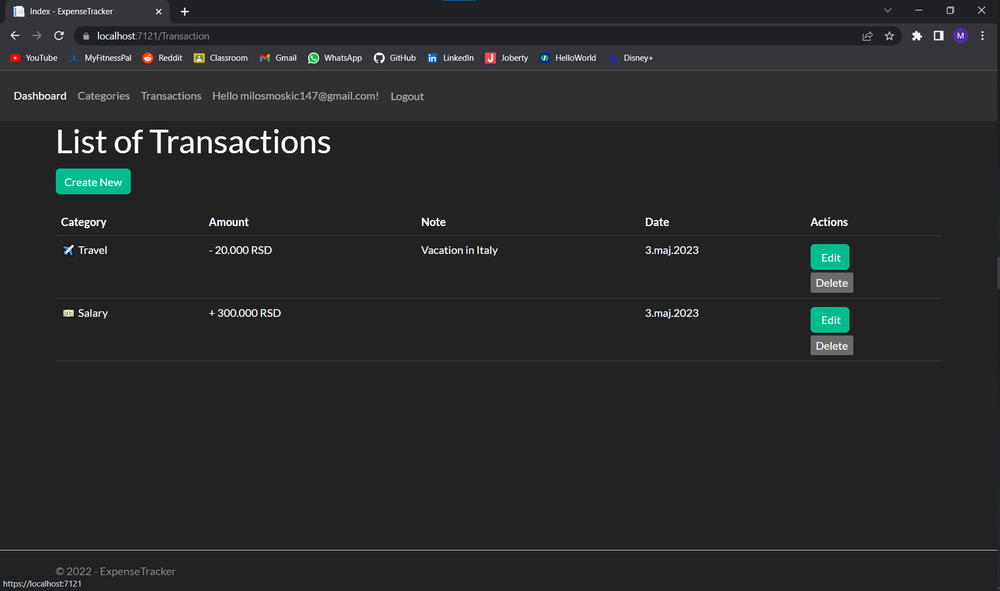 Index - ExpenseTracker
localhost:7121/Transaction
YouTube MyFitnessPal Reddit Classroom Gmail WhatsApp GitHub LinkedIn Joberty HelloWorld Disney+
M
Dashboard Categories Transactions Hello milosmoskic147@gmail.com! Logout
List of Transactions
Create New
Category Amount Note Date Actions
Travel - 20.000 RSD Vacation in Italy 3.maj.2023 Edit
Delete
Salary + 300.000 RSD 3.maj.2023 Edit
Delete
© 2022 - ExpenseTracker
https://localhost:7121